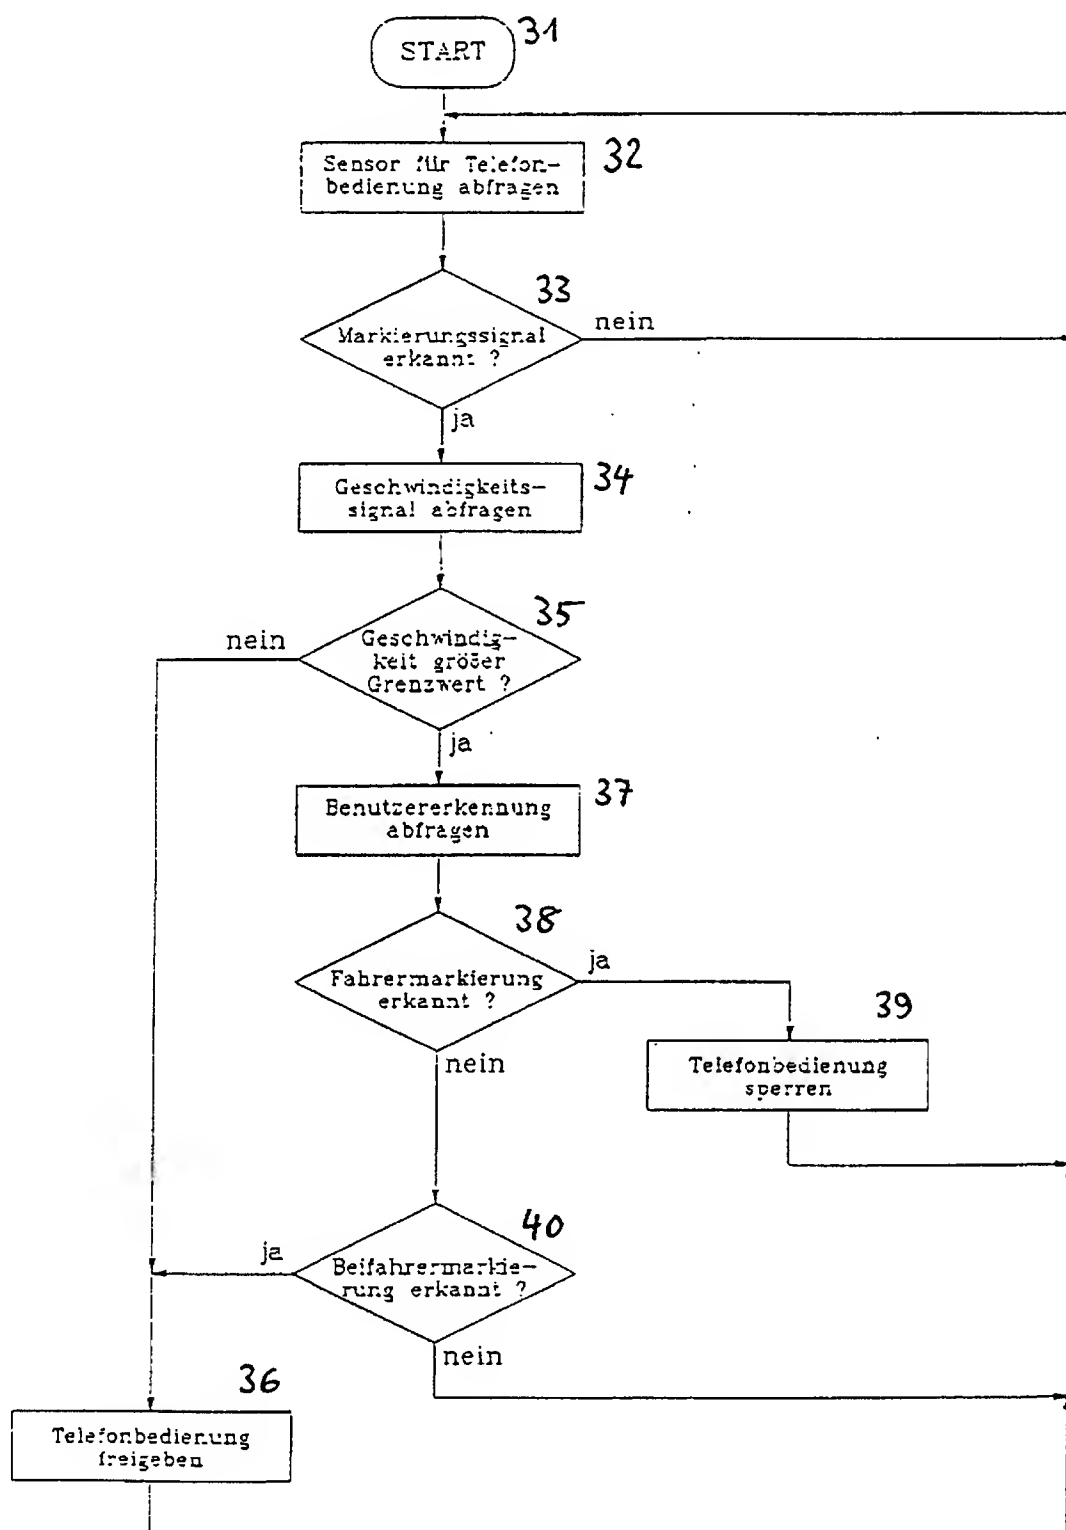 START
31
Sensor für Telefon-
bedienung abfragen
32
33
Markierungssignal
erkannt ?
nein
ja
Geschwindigkeits-
signal abfragen
34
35
nein
Geschwindig-
keit größer
Grenzwert ?
ja
Benutzererkennung
abfragen
37
38
Fahrermarkierung
erkannt ?
ja
nein
39
Telefonbedienung
sperren
40
ja
Beifahrermarkie-
rung erkannt ?
nein
36
Telefonbedienung
freigeben